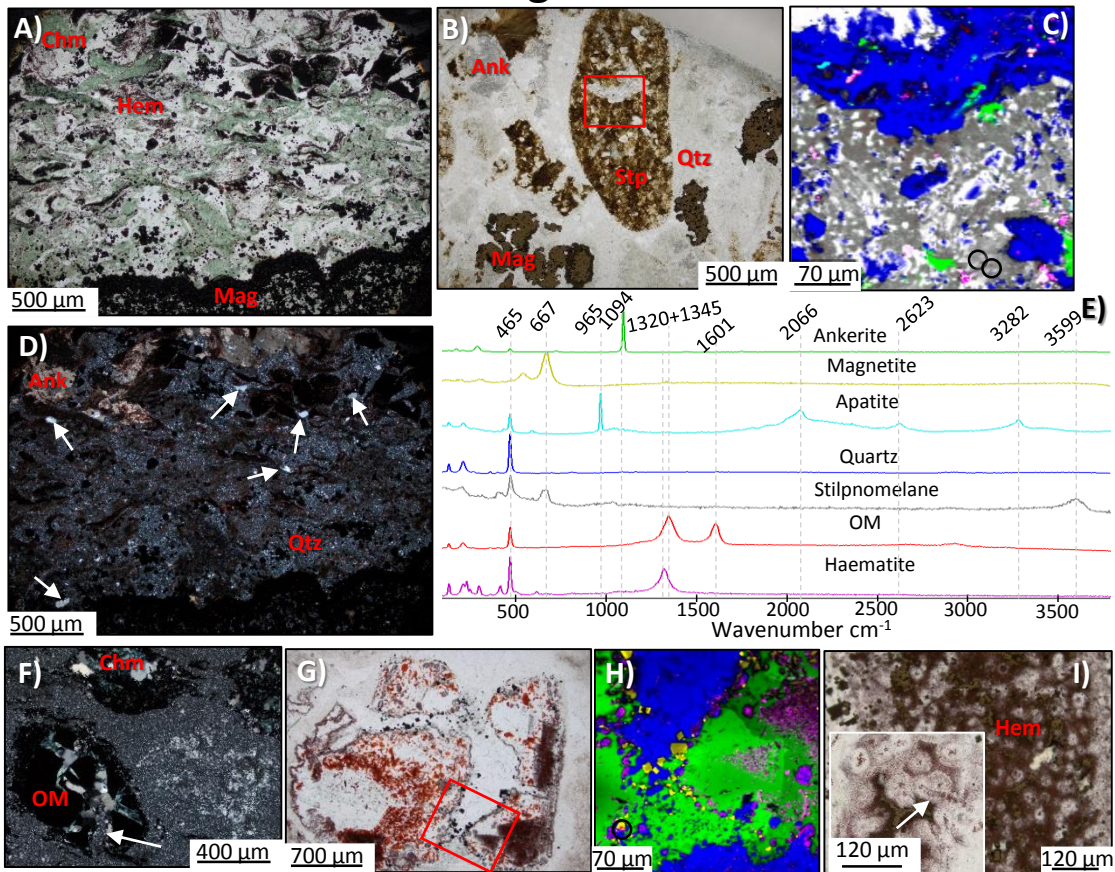 A)
Chm
Hem
Mag
500 µm
B)
Ank
Stp
Qtz
Mag
500 µm
C)
70 µm
D)
Ank
Qtz
500 µm
E)
465
667
965
1094
1320+1345
1601
2066
2623
3282
3599
Ankerite
Magnetite
Apatite
Quartz
Stilpnomelane
OM
Haematite
500 1000 1500 2000 2500 3000 3500
Wavenumber cm⁻¹
F)
Chm
OM
400 µm
G)
700 µm
H)
70 µm
I)
Hem
120 µm
120 µm